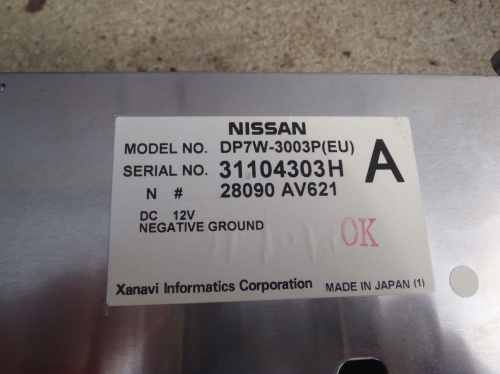 NISSAN
MODEL NO. DP7W-3003P(EU)
SERIAL NO. 31104303H A
N # 28090 AV621
DC 12V
NEGATIVE GROUND
OK
Xanavi Informatics Corporation MADE IN JAPAN (1)